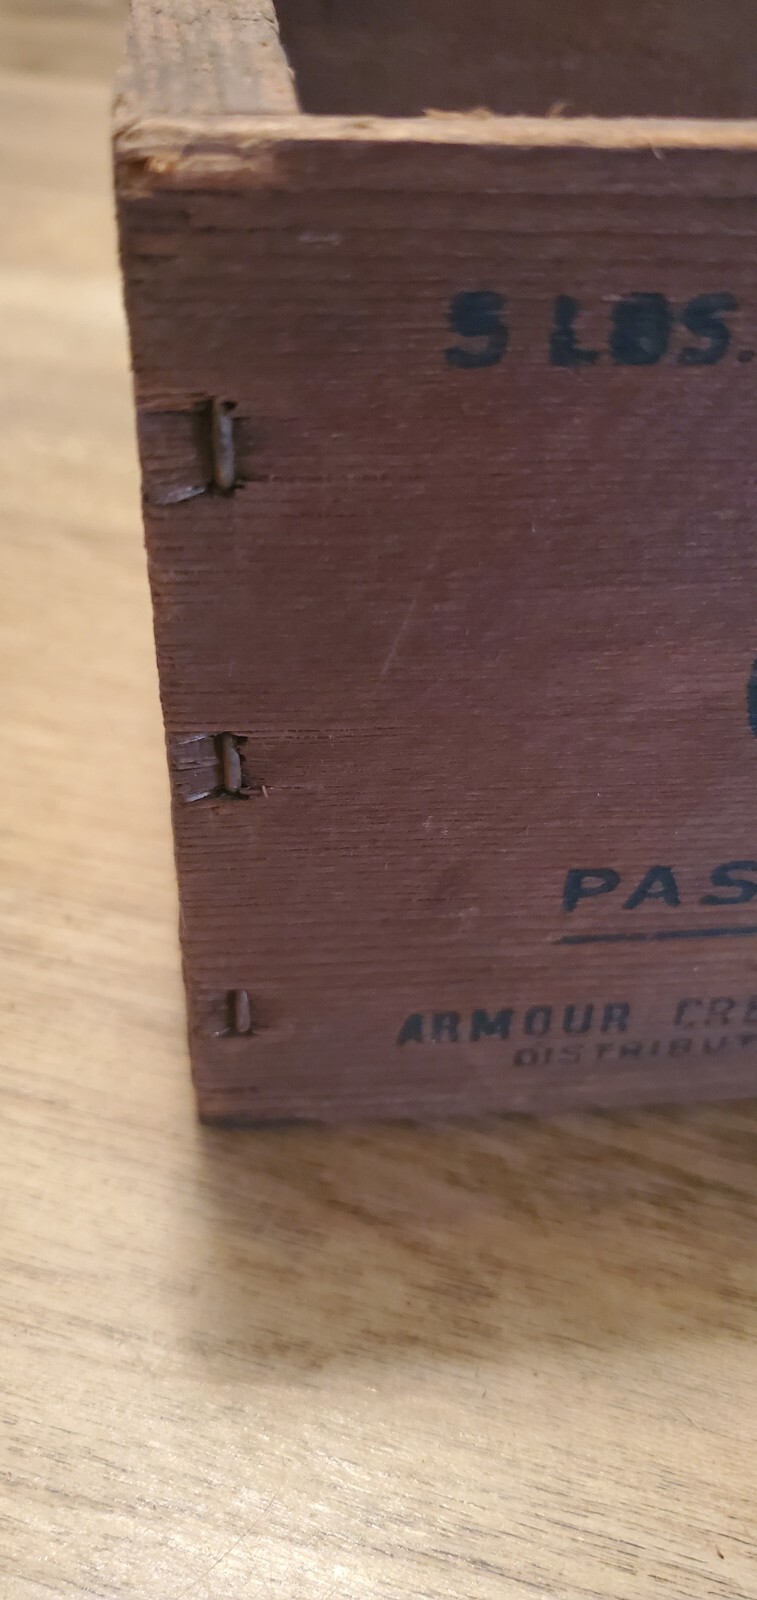 5 LBS.
PAS
ARMOUR CRE
DISTRIBUT